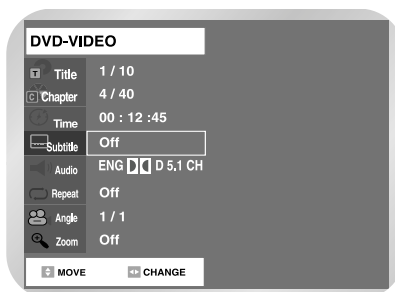 DVD-VIDEO
T Title 1 / 10
C Chapter 4 / 40
Time 00 : 12 :45
Subtitle Off
Audio ENG D 5.1 CH
Repeat Off
Angle 1 / 1
Zoom Off
MOVE CHANGE